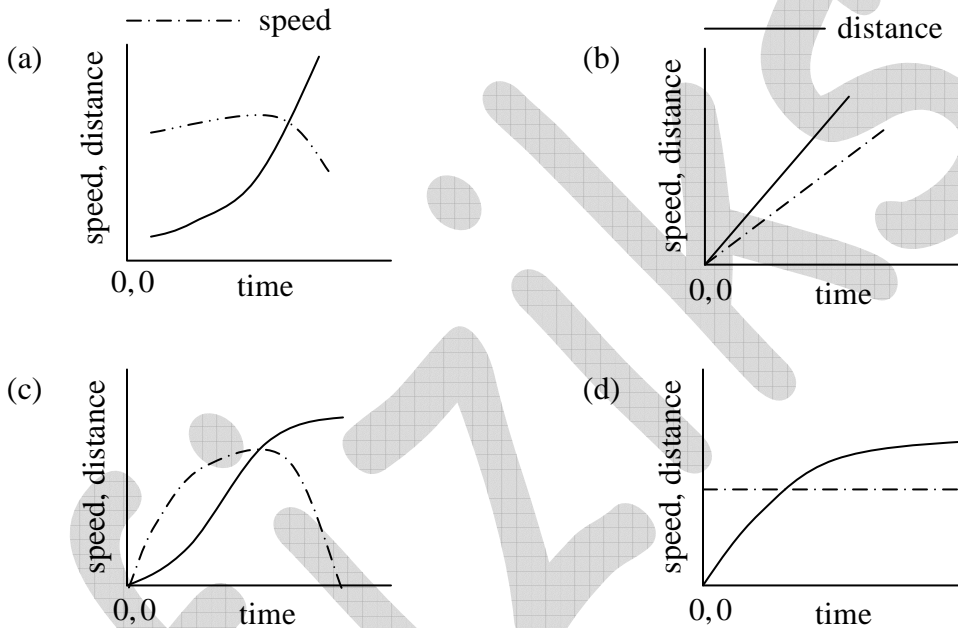 speed
distance
(a)
speed, distance
0,0
time
(b)
speed, distance
0,0
time
(c)
speed, distance
0,0
time
(d)
speed, distance
0,0
time